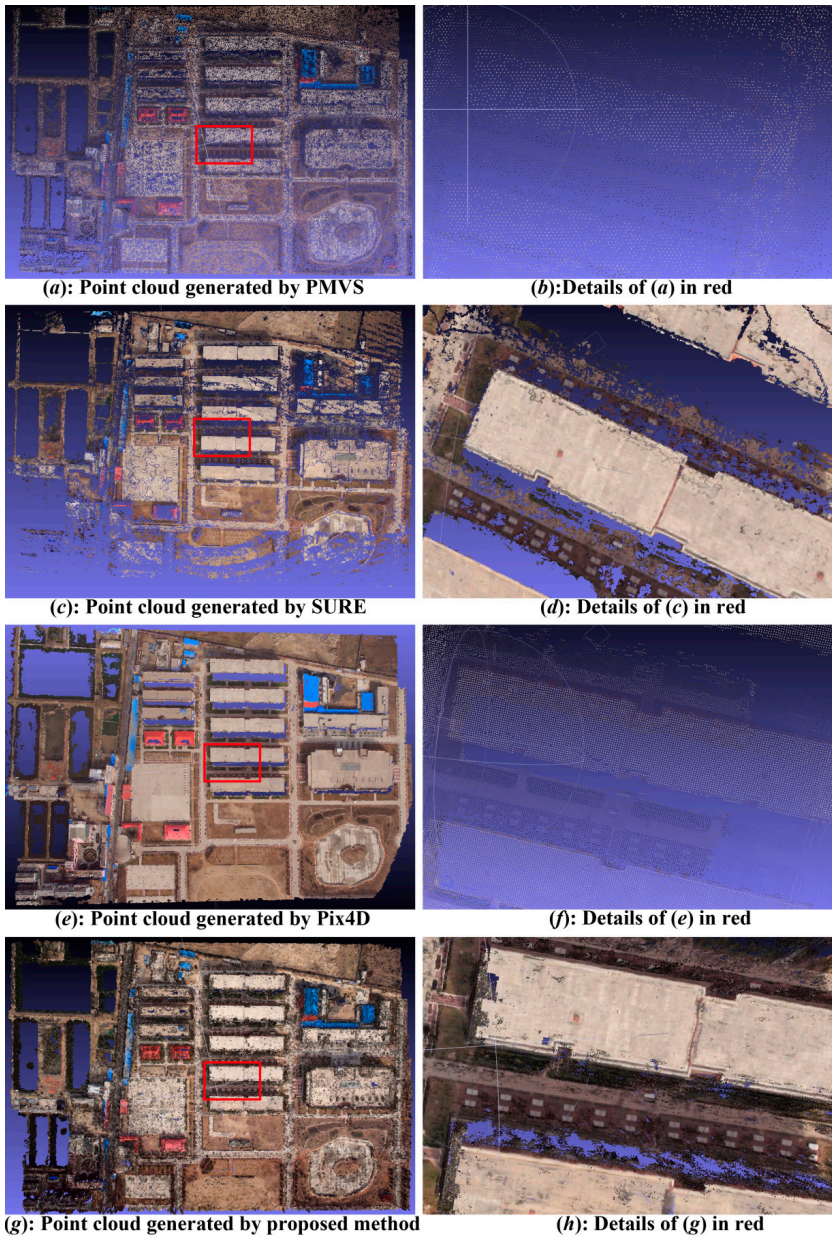 (a): Point cloud generated by PMVS
(b):Details of (a) in red
(c): Point cloud generated by SURE
(d): Details of (c) in red
(e): Point cloud generated by Pix4D
(f): Details of (e) in red
(g): Point cloud generated by proposed method
(h): Details of (g) in red